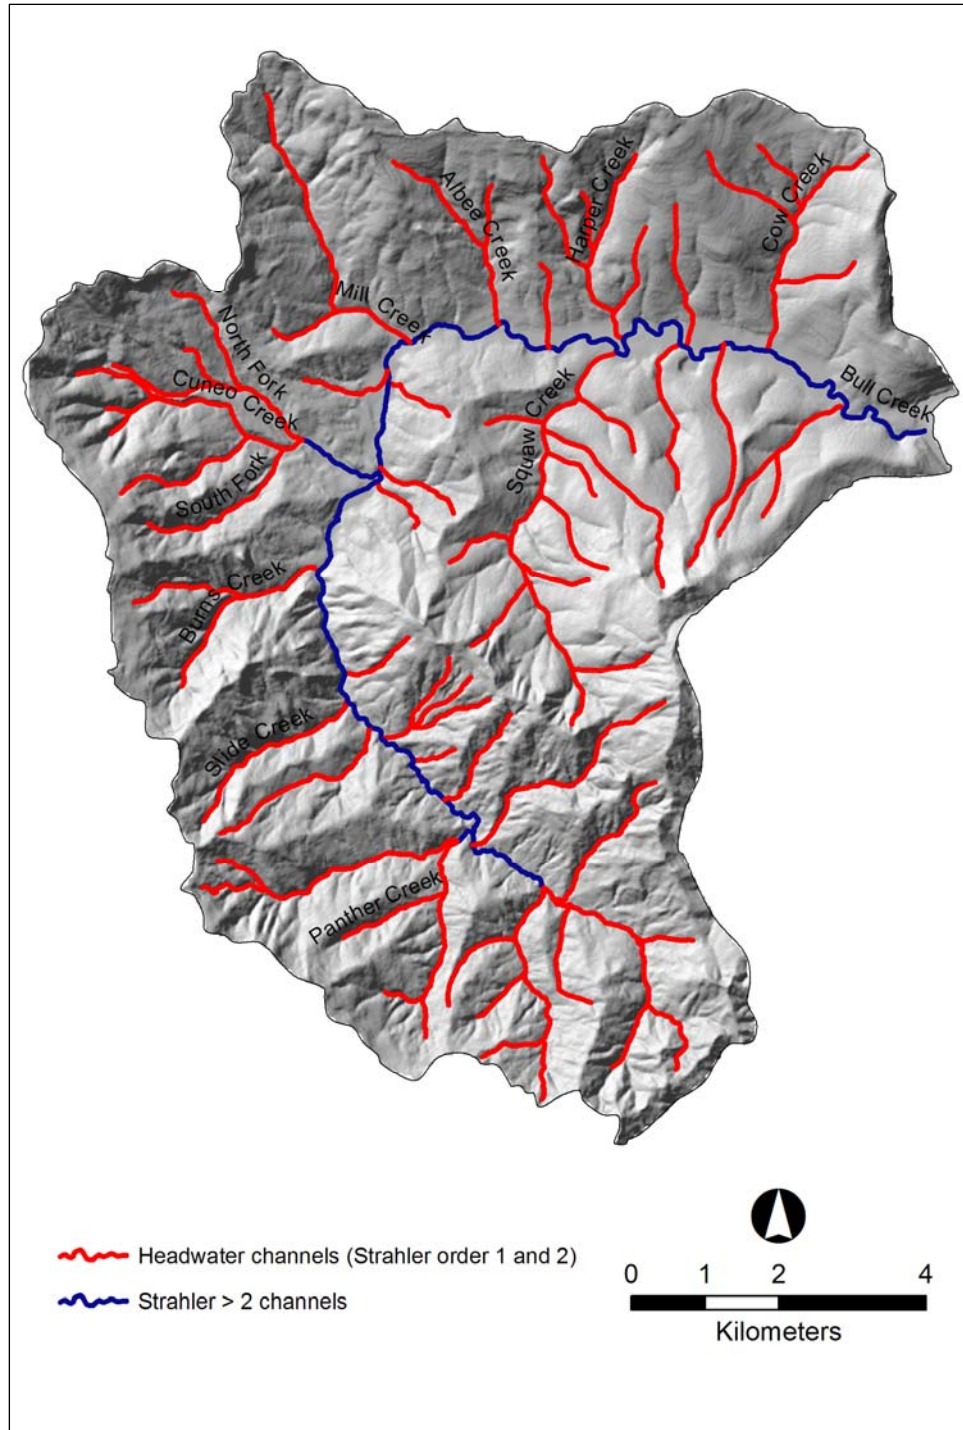 Albee Creek
Harper Creek
Cow Creek
Mill Creek
North Fork
Cuneo Creek
Bull Creek
Squaw Creek
South Fork
Burns Creek
Slide Creek
Panther Creek
Headwater channels (Strahler order 1 and 2)
Strahler > 2 channels
0 1 2 4
Kilometers